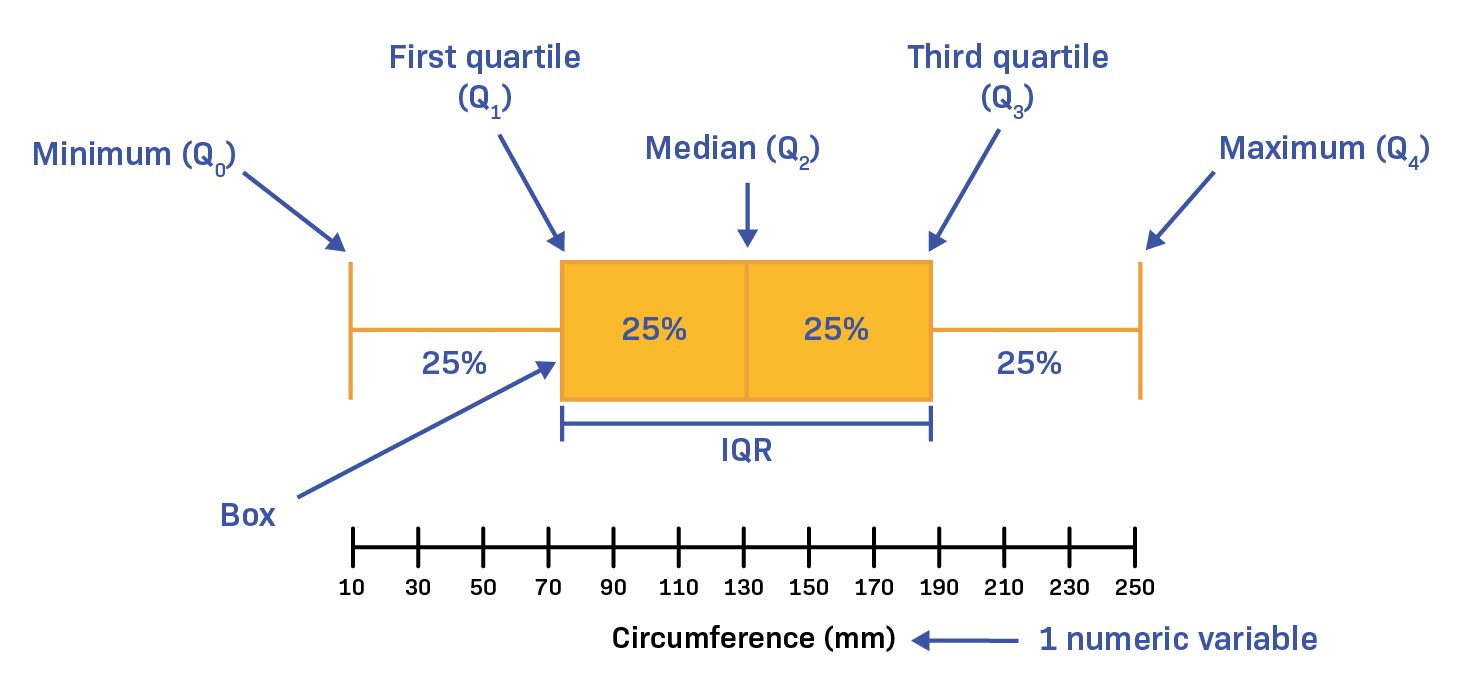 First quartile
(Q₁)
Third quartile
(Q₃)
Minimum (Q₀)
Median (Q₂)
Maximum (Q₄)
25%
25%
25%
25%
IQR
Box
10 30 50 70 90 110 130 150 170 190 210 230 250
Circumference (mm)
1 numeric variable